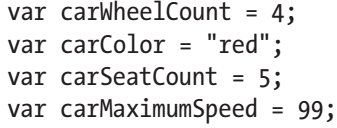 var carWheelCount = 4;
var carColor = "red";
var carSeatCount = 5;
var carMaximumSpeed = 99;